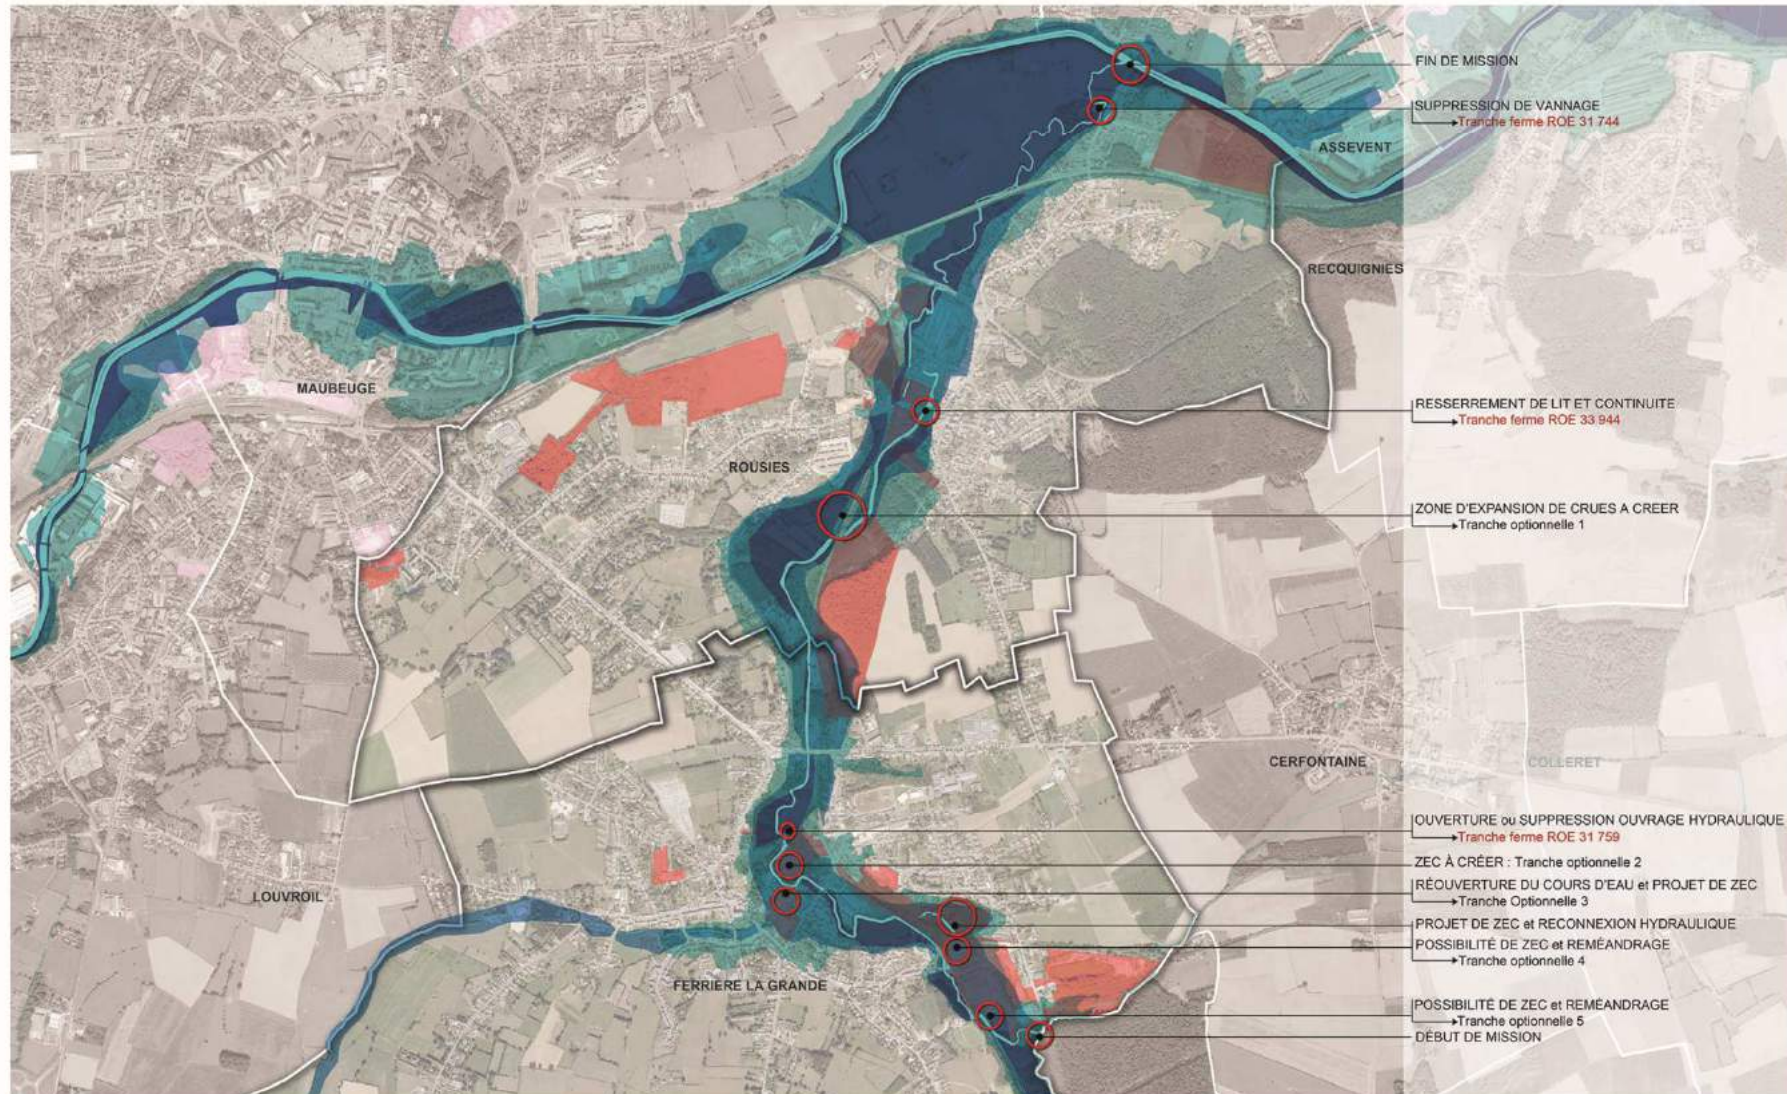 FIN DE MISSION
SUPPRESSION DE VANNAGE
Tranche ferme ROE 31 744
ASSEVENT
RECQUIGNIES
MAUBEUGE
RESSERREMENT DE LIT ET CONTINUITE
Tranche ferme ROE 33 944
ROUSIES
ZONE D'EXPANSION DE CRUES A CREER
Tranche optionnelle 1
CERFONTAINE
COLLERET
OUVERTURE ou SUPPRESSION OUVRAGE HYDRAULIQUE
Tranche ferme ROE 31 759
ZEC À CRÉER : Tranche optionnelle 2
RÉOUVERTURE DU COURS D'EAU et PROJET DE ZEC
Tranche Optionnelle 3
LOUVROIL
PROJET DE ZEC et RECONNEXION HYDRAULIQUE
POSSIBILITÉ DE ZEC et REMÉANDRAGE
Tranche optionnelle 4
FERRIERE LA GRANDE
POSSIBILITÉ DE ZEC et REMÉANDRAGE
Tranche optionnelle 5
DÉBUT DE MISSION